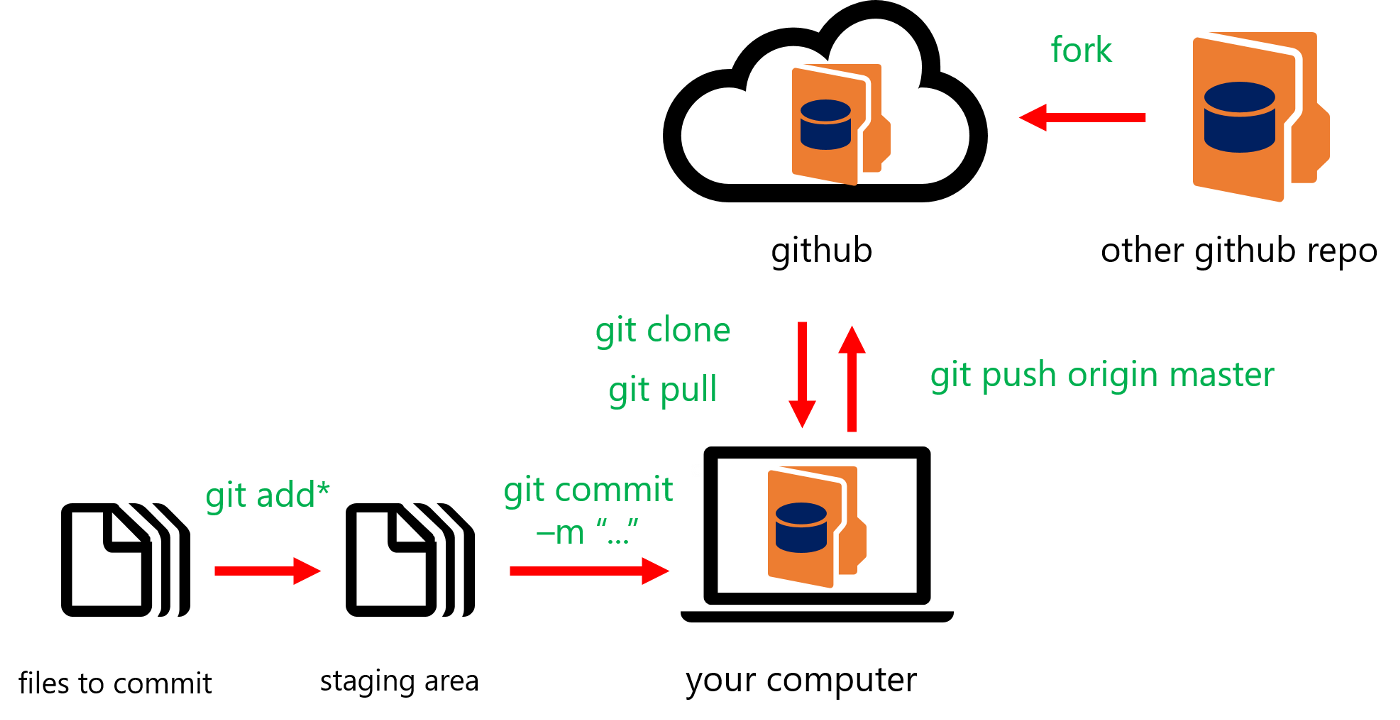 fork
github
other github repo
git clone
git pull
git push origin master
git add*
git commit
–m “…”
files to commit
staging area
your computer